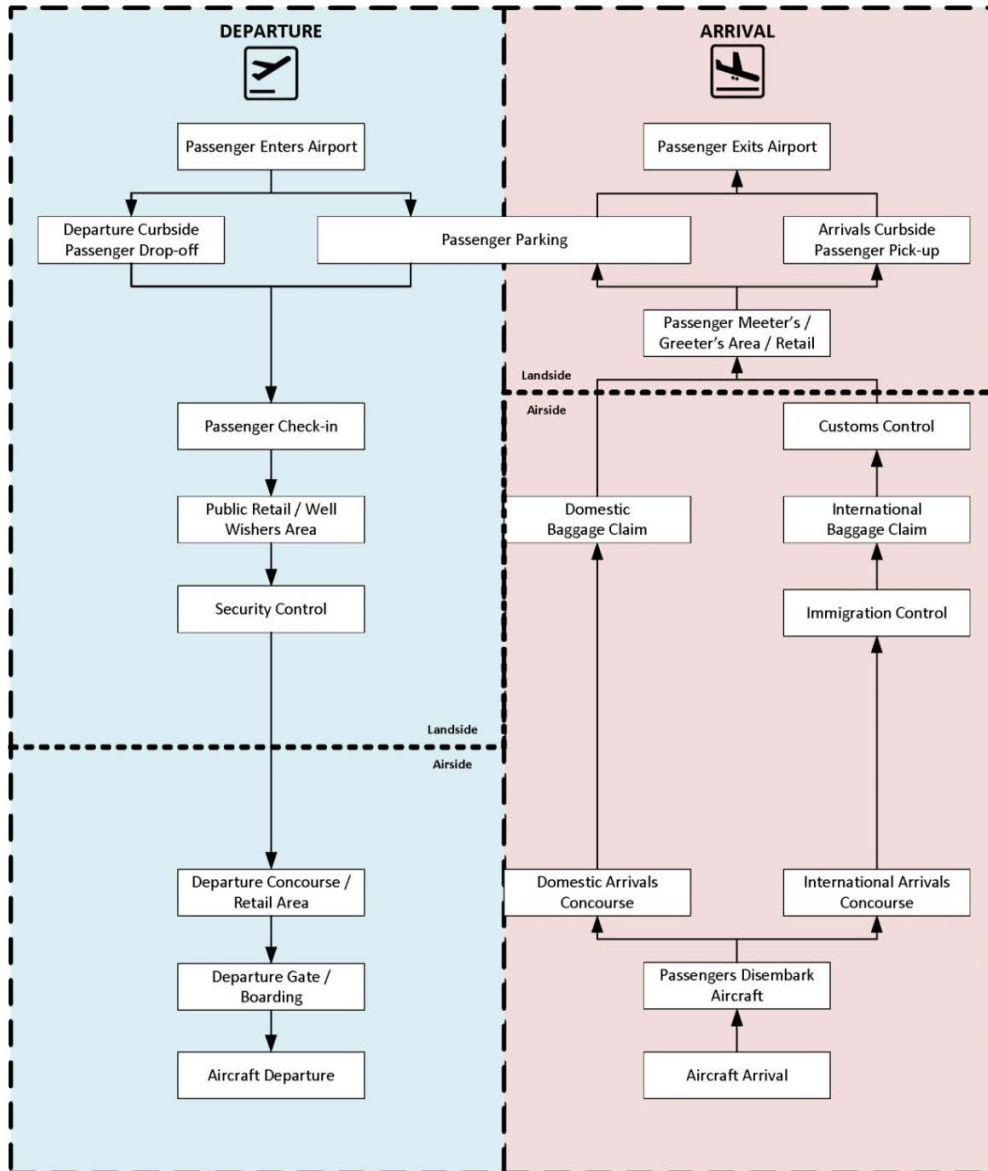 DEPARTURE
Passenger Enters Airport
Departure Curbside
Passenger Drop-off
Passenger Parking
Passenger Check-in
Public Retail / Well
Wishers Area
Security Control
Landside
Airside
Departure Concourse /
Retail Area
Departure Gate /
Boarding
Aircraft Departure
ARRIVAL
Passenger Exits Airport
Arrivals Curbside
Passenger Pick-up
Passenger Meeter's /
Greeter's Area / Retail
Landside
Airside
Customs Control
Domestic
Baggage Claim
International
Baggage Claim
Immigration Control
Domestic Arrivals
Concourse
International Arrivals
Concourse
Passengers Disembark
Aircraft
Aircraft Arrival